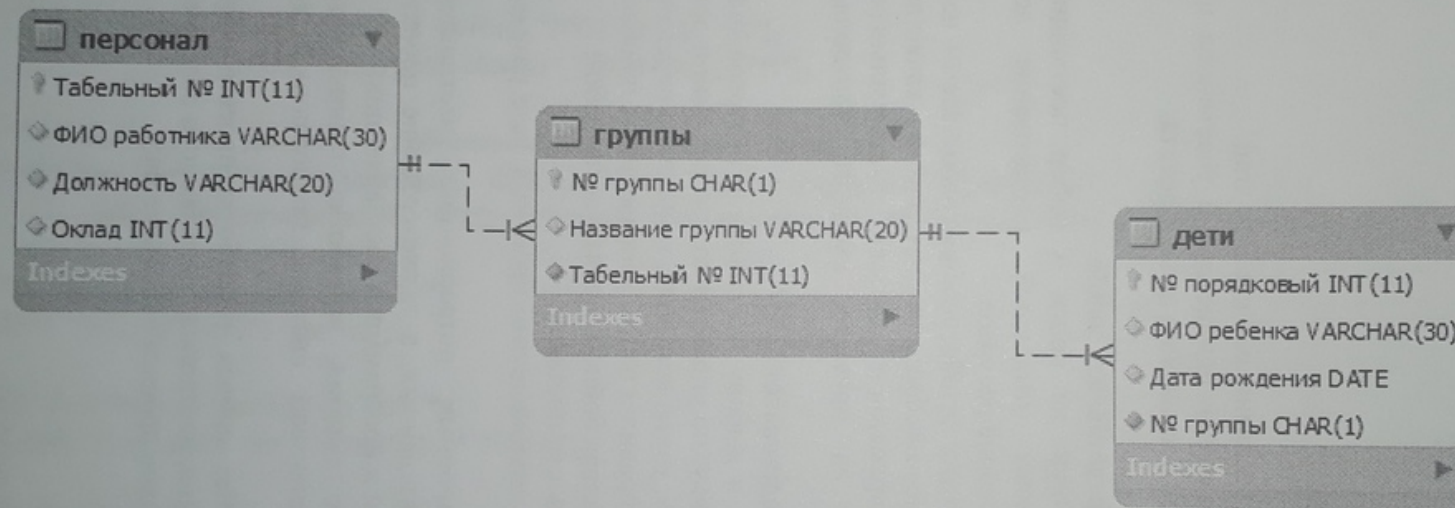 персонал
Табельный № INT(11)
ФИО работника VARCHAR(30)
Должность VARCHAR(20)
Оклад INT(11)
Indexes
группы
№ группы CHAR(1)
Название группы VARCHAR(20)
Табельный № INT(11)
Indexes
дети
№ порядковый INT(11)
ФИО ребенка VARCHAR(30)
Дата рождения DATE
№ группы CHAR(1)
Indexes